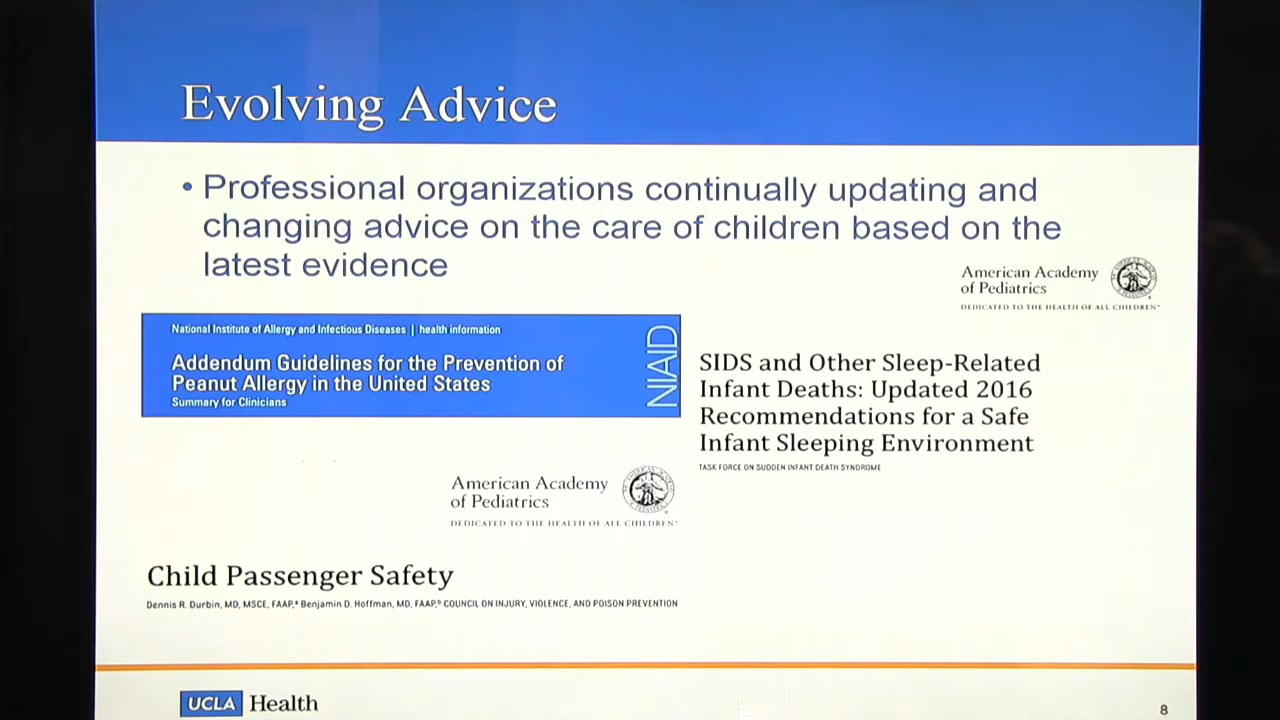 Evolving Advice
• Professional organizations continually updating and
changing advice on the care of children based on the
latest evidence
American Academy
of Pediatrics
DEDICATED TO THE HEALTH OF ALL CHILDREN™
National Institute of Allergy and Infectious Diseases | health information
Addendum Guidelines for the Prevention of
Peanut Allergy in the United States
Summary for Clinicians
NIAID
SIDS and Other Sleep-Related
Infant Deaths: Updated 2016
Recommendations for a Safe
Infant Sleeping Environment
TASK FORCE ON SUDDEN INFANT DEATH SYNDROME
American Academy
of Pediatrics
DEDICATED TO THE HEALTH OF ALL CHILDREN™
Child Passenger Safety
Dennis R. Durbin, MD, MSCE, FAAP,ᵃ Benjamin D. Hoffman, MD, FAAP,ᵇ COUNCIL ON INJURY, VIOLENCE, AND POISON PREVENTION
UCLA Health
8